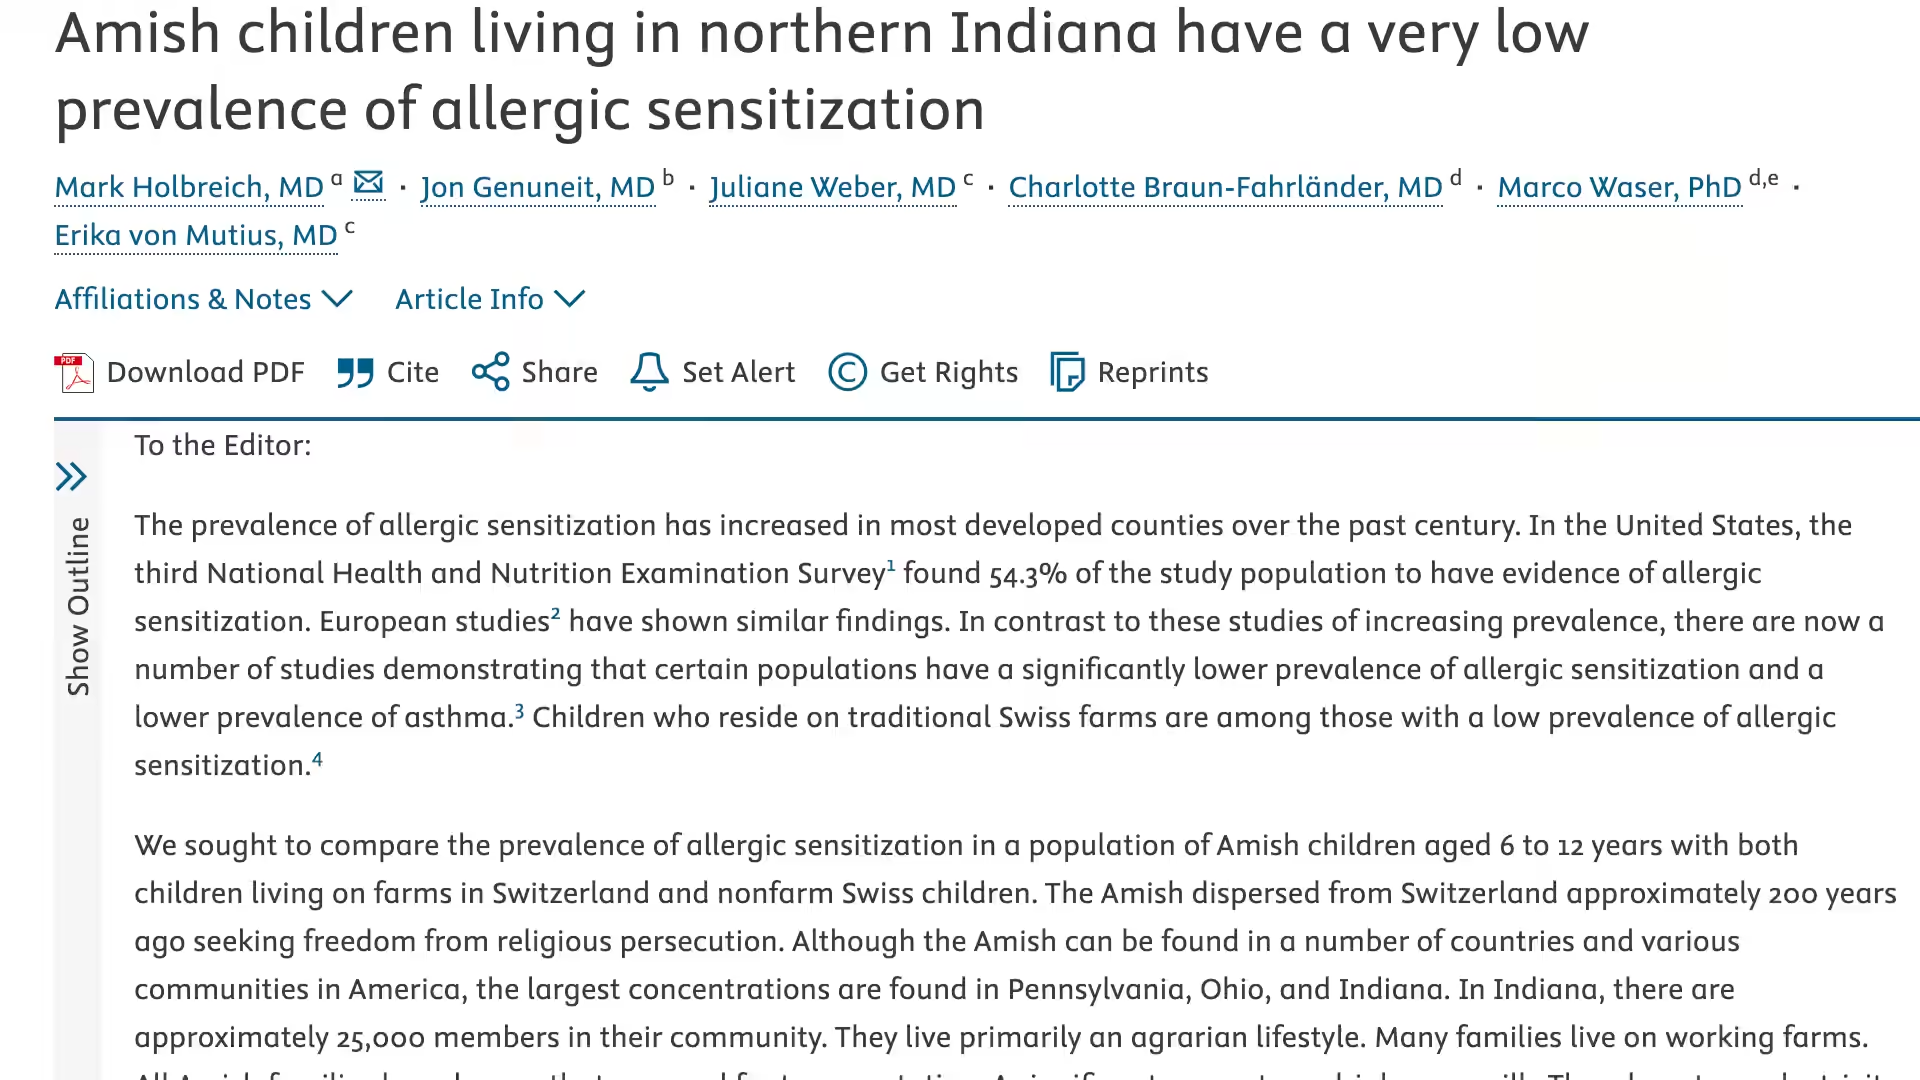 Amish children living in northern Indiana have a very low
prevalence of allergic sensitization
Mark Holbreich, MD a · Jon Genuneit, MD b · Juliane Weber, MD c · Charlotte Braun-Fahrländer, MD d · Marco Waser, PhD d,e ·
Erika von Mutius, MD c
Affiliations & Notes Article Info
PDF Download PDF Cite Share Set Alert © Get Rights Reprints
Show Outline
To the Editor:
The prevalence of allergic sensitization has increased in most developed counties over the past century. In the United States, the
third National Health and Nutrition Examination Survey1 found 54.3% of the study population to have evidence of allergic
sensitization. European studies2 have shown similar findings. In contrast to these studies of increasing prevalence, there are now a
number of studies demonstrating that certain populations have a significantly lower prevalence of allergic sensitization and a
lower prevalence of asthma.3 Children who reside on traditional Swiss farms are among those with a low prevalence of allergic
sensitization.4
We sought to compare the prevalence of allergic sensitization in a population of Amish children aged 6 to 12 years with both
children living on farms in Switzerland and nonfarm Swiss children. The Amish dispersed from Switzerland approximately 200 years
ago seeking freedom from religious persecution. Although the Amish can be found in a number of countries and various
communities in America, the largest concentrations are found in Pennsylvania, Ohio, and Indiana. In Indiana, there are
approximately 25,000 members in their community. They live primarily an agrarian lifestyle. Many families live on working farms.